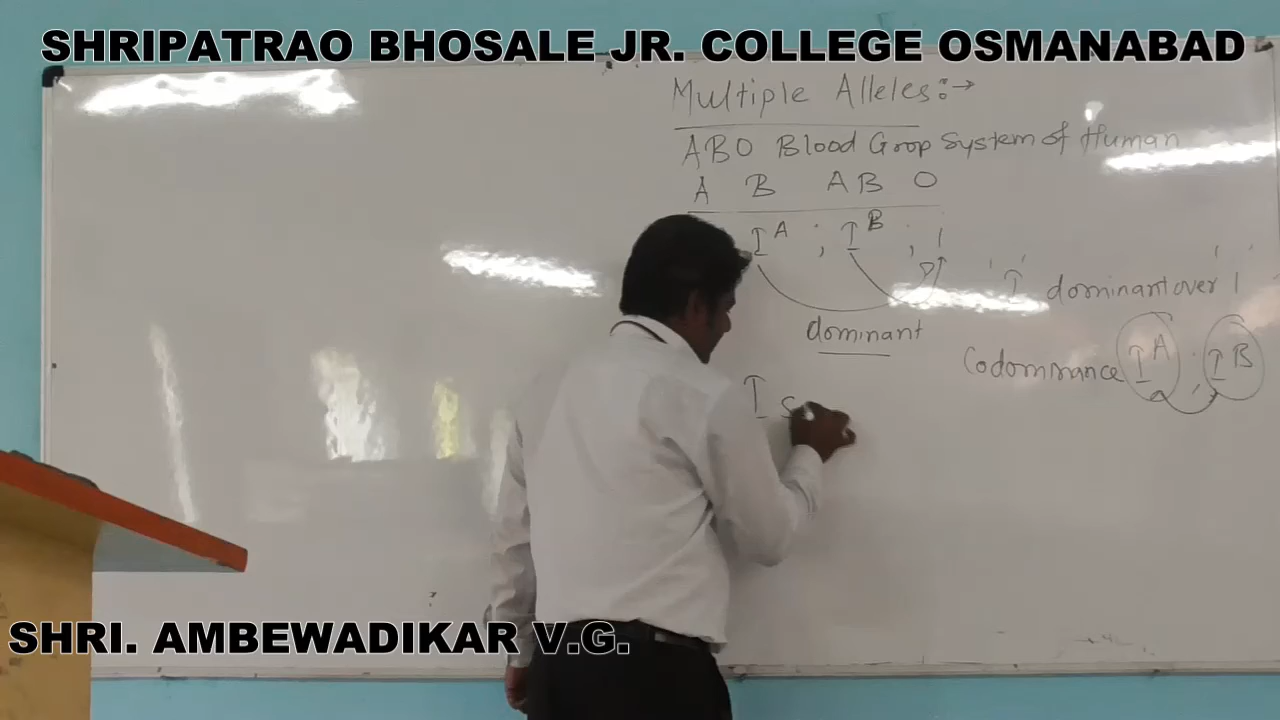 SHRIPATRAO BHOSALE JR. COLLEGE OSMANABAD
Multiple Alleles:→
ABO Blood Grop System of Human
A B AB O
I^A ; I^B ; i
'I' dominant over 'i'
dominant
Codominance I^A ; I^B
I s
SHRI. AMBEWADIKAR V.G.